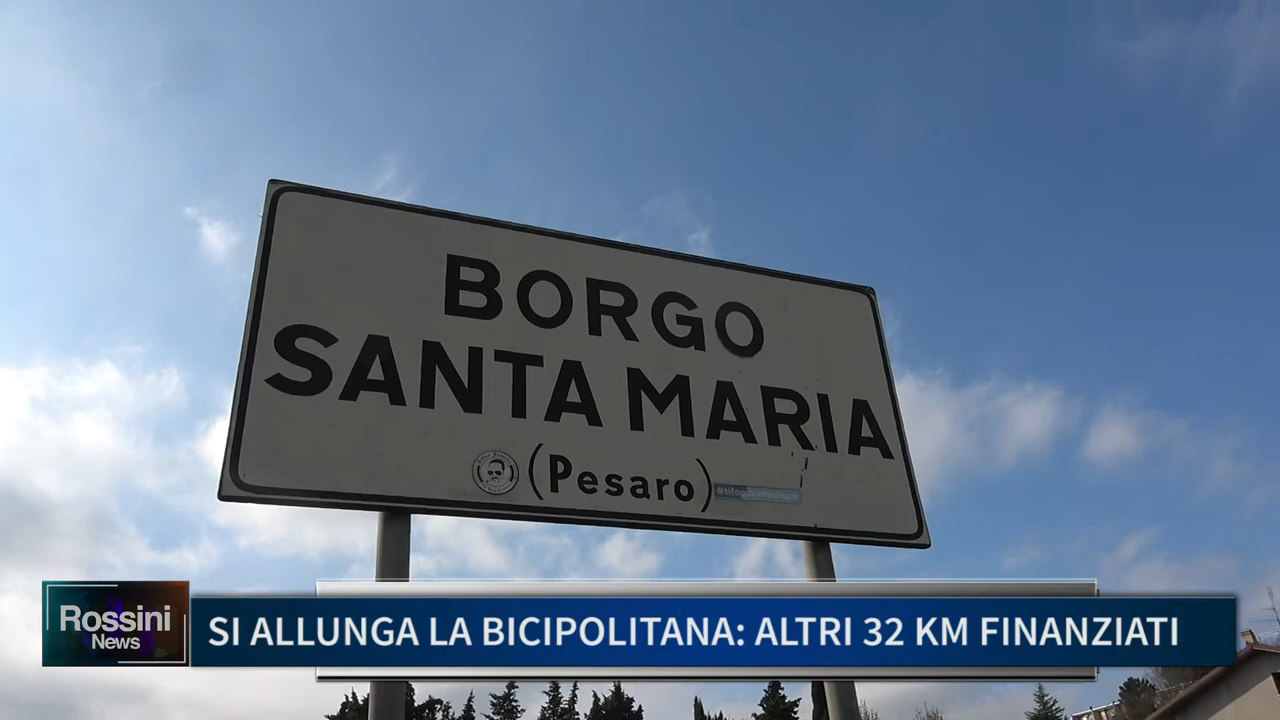 BORGO
SANTA MARIA
(Pesaro)
Rossini
News
SI ALLUNGA LA BICIPOLITANA: ALTRI 32 KM FINANZIATI